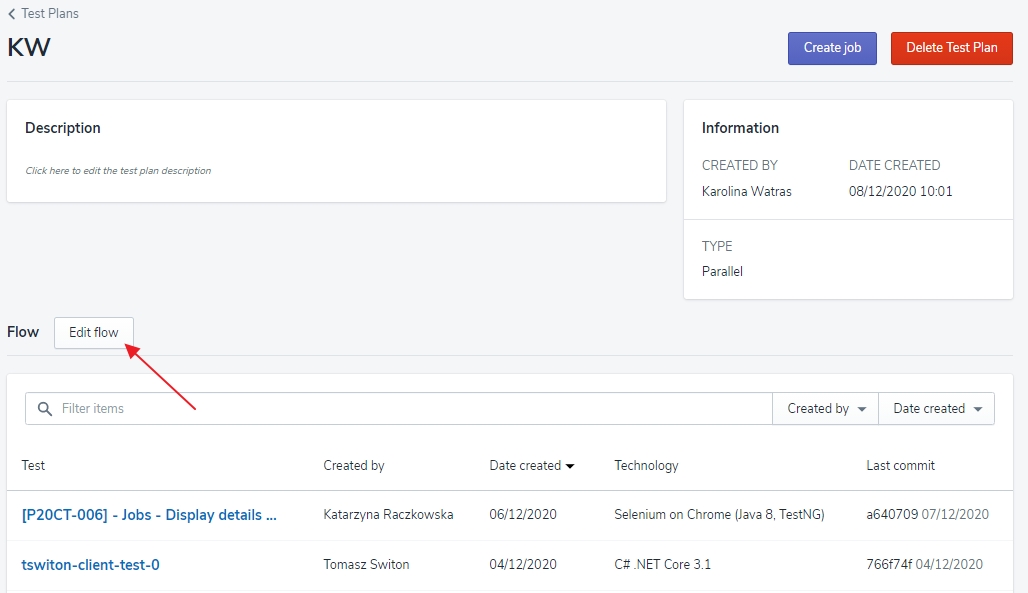 Test Plans
KW
Create job
Delete Test Plan
Description
Click here to edit the test plan description
Information
CREATED BY DATE CREATED
Karolina Watras 08/12/2020 10:01
TYPE
Parallel
Flow
Edit flow
Filter items
Created by
Date created
Test Created by Date created Technology Last commit
[P20CT-006] - Jobs - Display details ... Katarzyna Raczkowska 06/12/2020 Selenium on Chrome (Java 8, TestNG) a640709 07/12/2020
tswiton-client-test-0 Tomasz Switon 04/12/2020 C# .NET Core 3.1 766f74f 04/12/2020